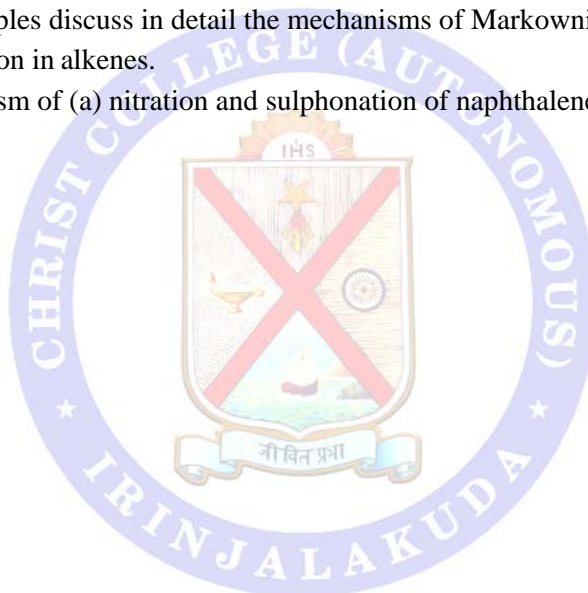 ples discuss in detail the mechanisms of Markowni
on in alkenes.
sm of (a) nitration and sulphonation of naphthalene
CHRIST COLLEGE (AUTONOMOUS)
IHS
जीवित प्रभा
IRINJALAKUDA